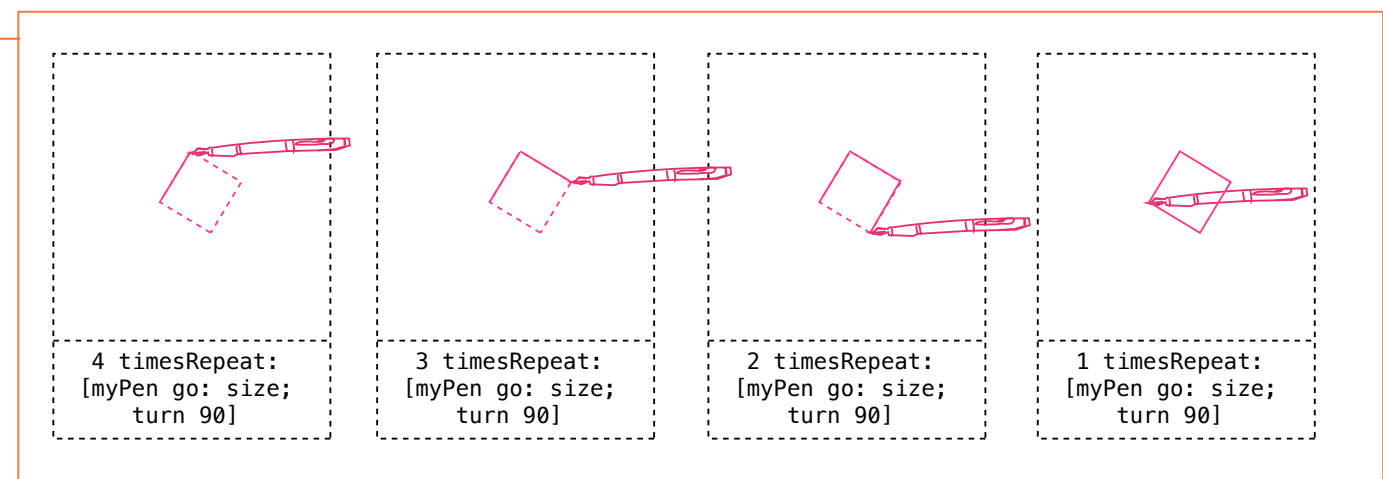 4 timesRepeat:
[myPen go: size;
turn 90]
3 timesRepeat:
[myPen go: size;
turn 90]
2 timesRepeat:
[myPen go: size;
turn 90]
1 timesRepeat:
[myPen go: size;
turn 90]